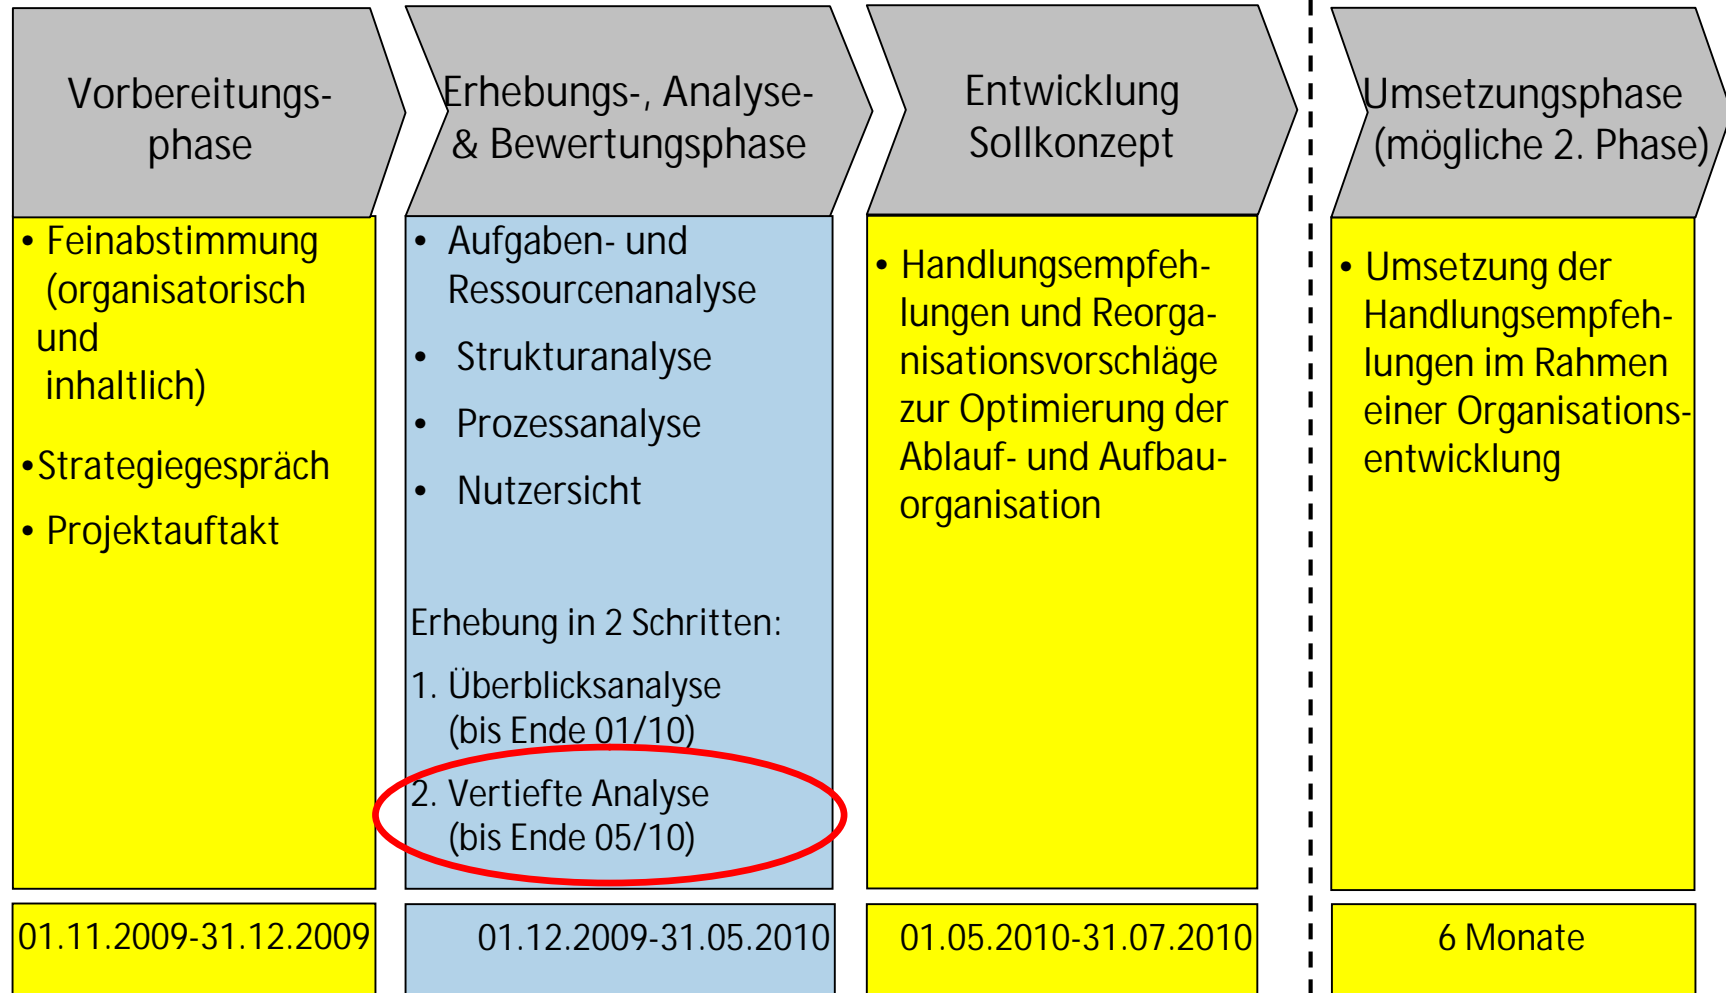 Vorbereitungs-
phase
Erhebungs-, Analyse-
& Bewertungsphase
Entwicklung
Sollkonzept
Umsetzungsphase
(mögliche 2. Phase)
• Feinabstimmung
(organisatorisch
und
inhaltlich)
•Strategiegespräch
• Projektauftakt
• Aufgaben- und
Ressourcenanalyse
• Strukturanalyse
• Prozessanalyse
• Nutzersicht
Erhebung in 2 Schritten:
1. Überblicksanalyse
(bis Ende 01/10)
2. Vertiefte Analyse
(bis Ende 05/10)
• Handlungsempfeh-
lungen und Reorga-
nisationsvorschläge
zur Optimierung der
Ablauf- und Aufbau-
organisation
• Umsetzung der
Handlungsempfeh-
lungen im Rahmen
einer Organisations-
entwicklung
01.11.2009-31.12.2009
01.12.2009-31.05.2010
01.05.2010-31.07.2010
6 Monate